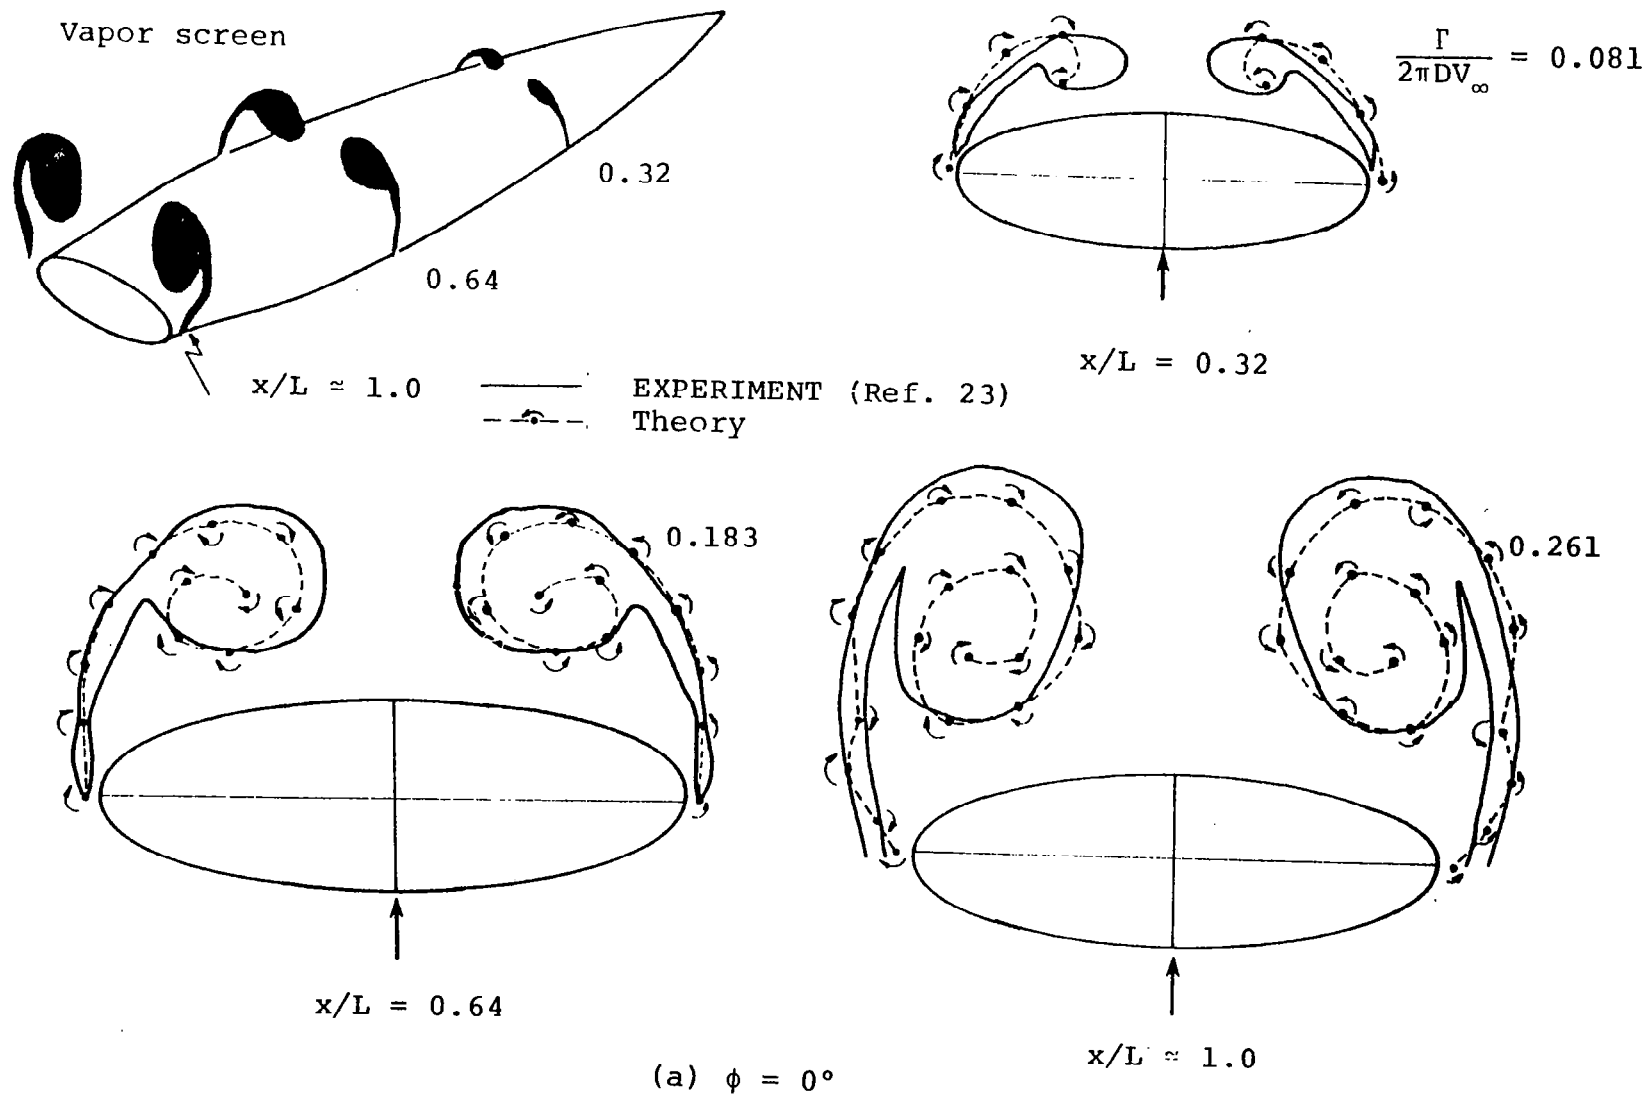 Vapor screen
Γ
2πDV∞ = 0.081
0.32
0.64
x/L = 0.32
x/L ≃ 1.0
EXPERIMENT (Ref. 23)
Theory
0.183
0.261
x/L = 0.64
x/L ≃ 1.0
(a) φ = 0°